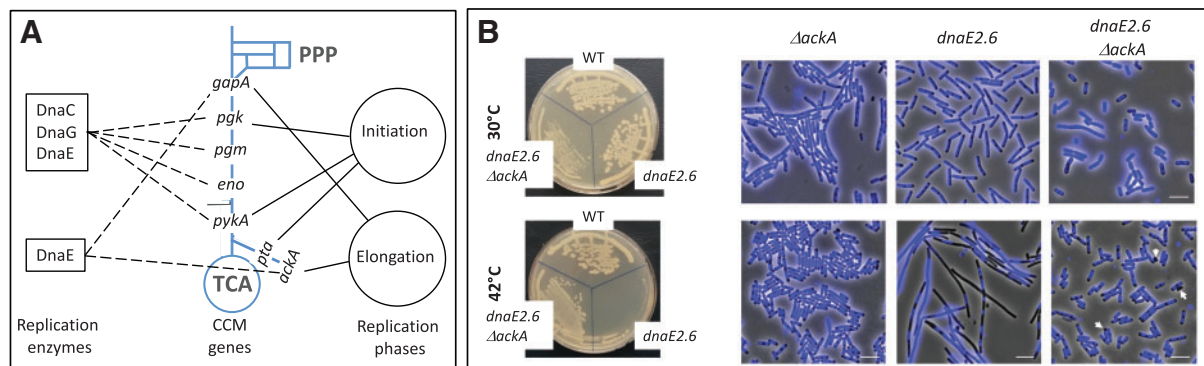 A
PPP
gapA
pgk
pgm
eno
pykA
pta
ackA
TCA
DnaC
DnaG
DnaE
DnaE
Initiation
Elongation
Replication
enzymes
CCM
genes
Replication
phases
B
ΔackA
dnaE2.6
dnaE2.6
ΔackA
30°C
WT
dnaE2.6
ΔackA
dnaE2.6
42°C
WT
dnaE2.6
ΔackA
dnaE2.6